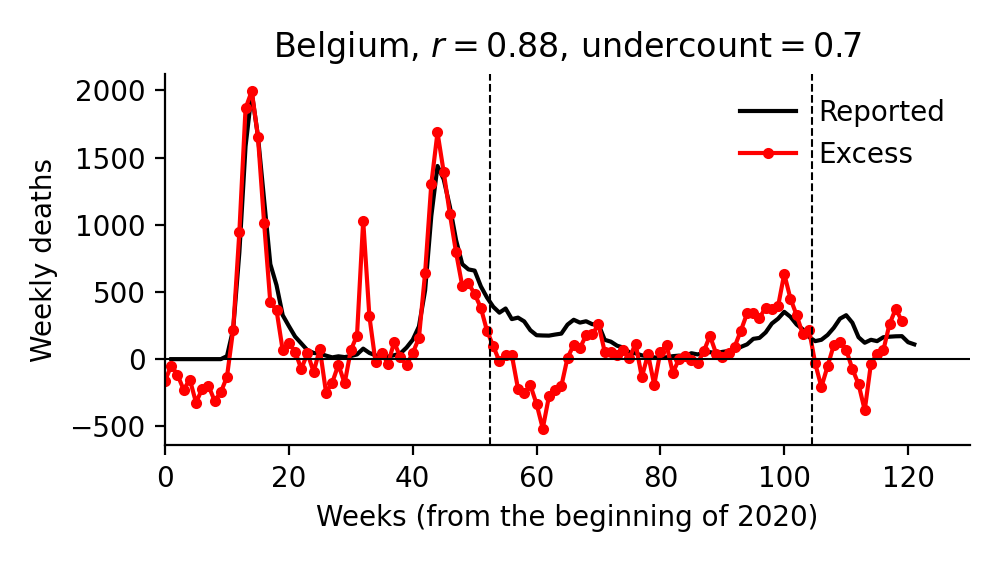 Belgium, r = 0.88, undercount = 0.7
Reported
Excess
Weekly deaths
2000
1500
1000
500
0
−500
0 20 40 60 80 100 120
Weeks (from the beginning of 2020)